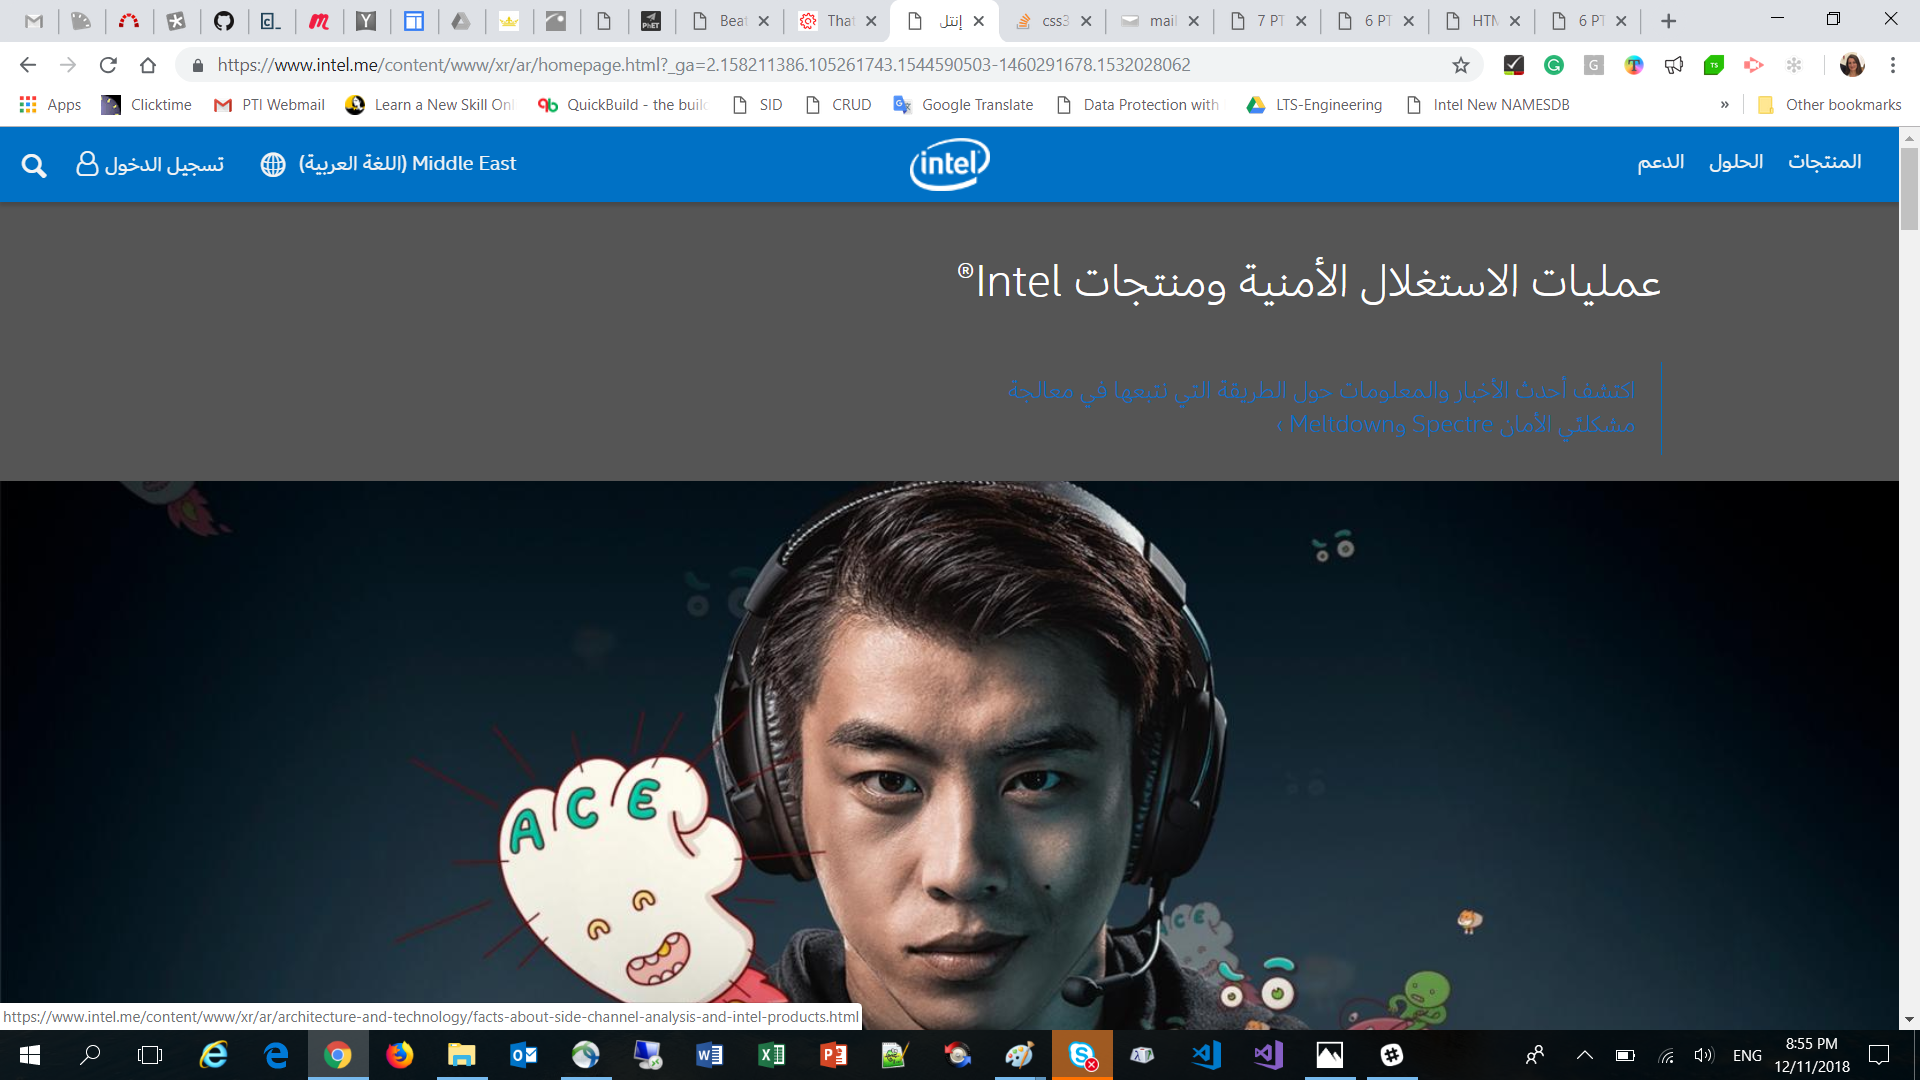 Beat
That
إنتل
css3
mail
7 PT
6 PT
HTM
6 PT
https://www.intel.me/content/www/xr/ar/homepage.html?_ga=2.158211386.105261743.1544590503-1460291678.1532028062
Apps
Clicktime
PTI Webmail
Learn a New Skill Onl
QuickBuild - the build
SID
CRUD
Google Translate
Data Protection with
LTS-Engineering
Intel New NAMESDB
»
Other bookmarks
المنتجات
الحلول
الدعم
intel
Middle East (اللغة العربية)
تسجيل الدخول
عمليات الاستغلال الأمنية ومنتجات Intel®
اكتشف أحدث الأخبار والمعلومات حول الطريقة التي نتبعها في معالجة
مشكلتي الأمان Spectre وMeltdown ›
ACE
ACE
https://www.intel.me/content/www/xr/ar/architecture-and-technology/facts-about-side-channel-analysis-and-intel-products.html
ENG
8:55 PM
12/11/2018